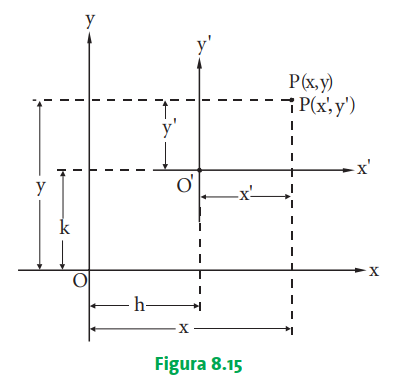 y
y'
P(x,y)
P(x',y')
y'
x'
O'
x'
y
k
x
O
h
x
Figura 8.15